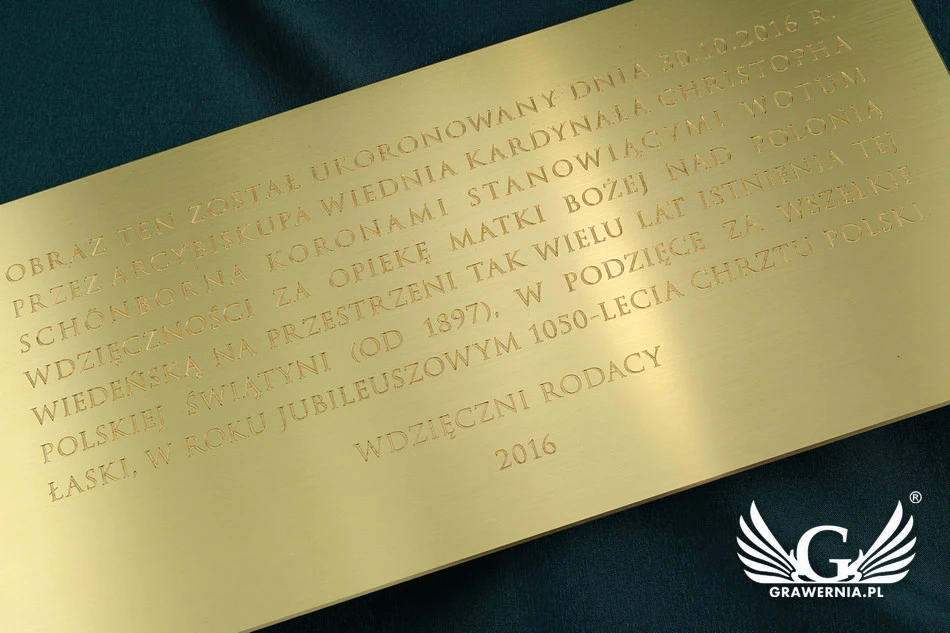 OBRAZ TEN ZOSTAŁ UKORONOWANY DNIA 30.10.2016 R.
PRZEZ ARCYBISKUPA WIEDNIA KARDYNAŁA CHRISTOPHA
SCHÖNBORNA KORONAMI STANOWIĄCYMI WOTUM
WDZIĘCZNOŚCI ZA OPIEKĘ MATKI BOŻEJ NAD POLONIĄ
WIEDEŃSKĄ NA PRZESTRZENI TAK WIELU LAT ISTNIENIA TEJ
POLSKIEJ ŚWIĄTYNI (OD 1897), W PODZIĘCE ZA WSZELKIE
ŁASKI, W ROKU JUBILEUSZOWYM 1050-LECIA CHRZTU POLSKI
WDZIĘCZNI RODACY
2016
G ®
GRAWERNIA.PL